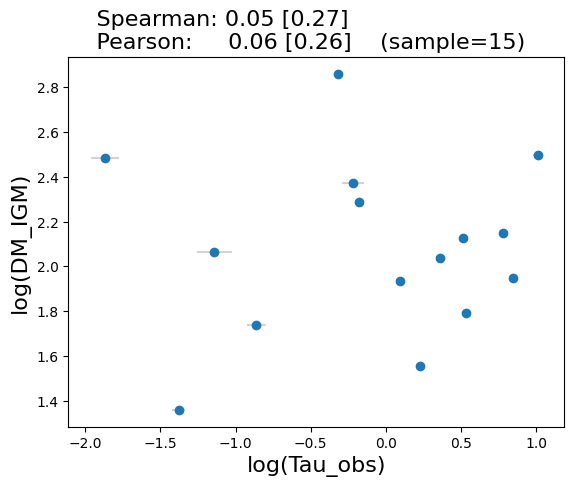 Spearman: 0.05 [0.27]
Pearson: 0.06 [0.26] (sample=15)
log(DM_IGM)
2.8
2.6
2.4
2.2
2.0
1.8
1.6
1.4
−2.0 −1.5 −1.0 −0.5 0.0 0.5 1.0
log(Tau_obs)